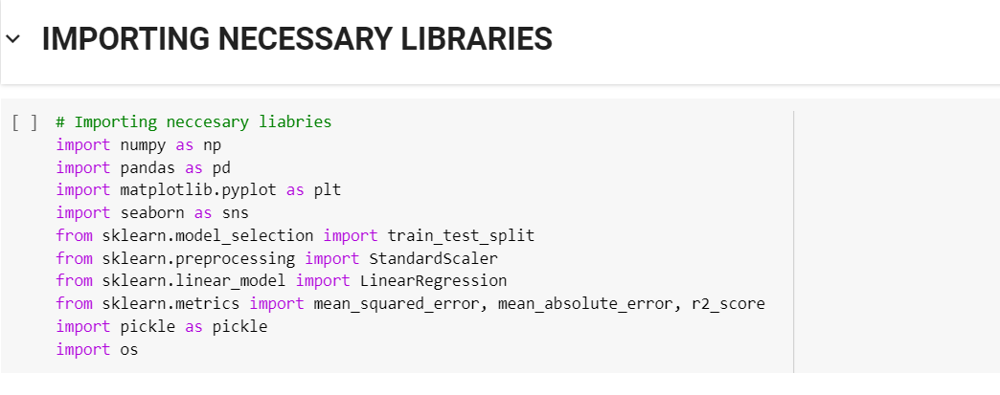 IMPORTING NECESSARY LIBRARIES
[ ] # Importing neccesary liabries
import numpy as np
import pandas as pd
import matplotlib.pyplot as plt
import seaborn as sns
from sklearn.model_selection import train_test_split
from sklearn.preprocessing import StandardScaler
from sklearn.linear_model import LinearRegression
from sklearn.metrics import mean_squared_error, mean_absolute_error, r2_score
import pickle as pickle
import os